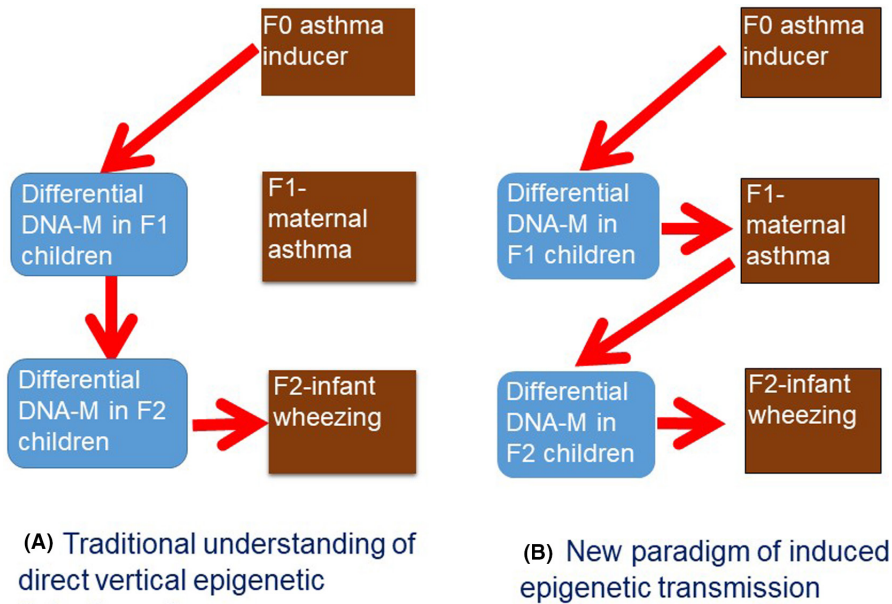 F0 asthma
inducer
Differential
DNA-M in F1
children
F1-
maternal
asthma
Differential
DNA-M in F2
children
F2-infant
wheezing
(A) Traditional understanding of
direct vertical epigenetic
F0 asthma
inducer
Differential
DNA-M in
F1 children
F1-
maternal
asthma
Differential
DNA-M in
F2 children
F2-infant
wheezing
(B) New paradigm of induced
epigenetic transmission